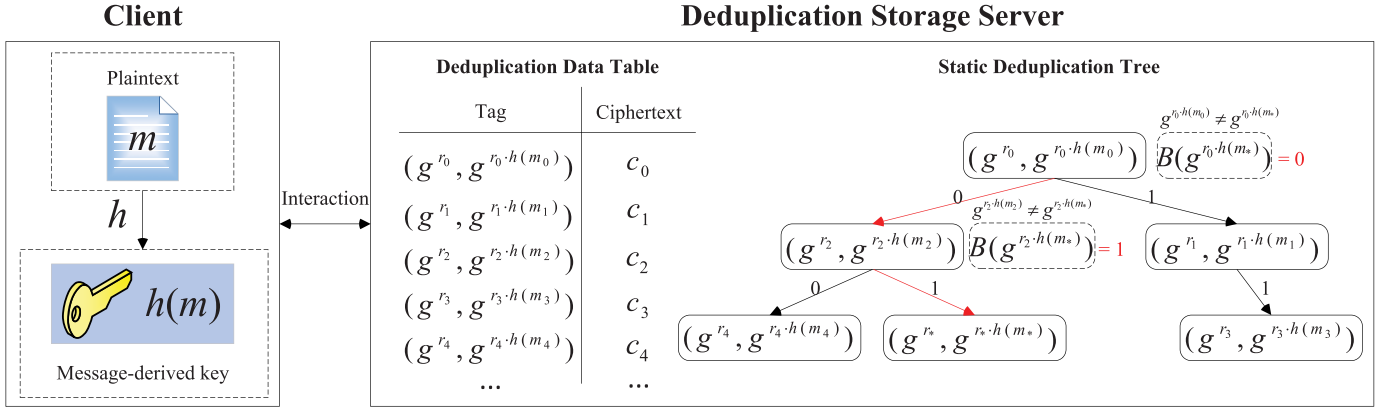 Client
Plaintext
m
h
h(m)
Message-derived key
Interaction
Deduplication Storage Server
Deduplication Data Table
Tag Ciphertext
(g^{r_0}, g^{r_0·h(m_0)}) c_0
(g^{r_1}, g^{r_1·h(m_1)}) c_1
(g^{r_2}, g^{r_2·h(m_2)}) c_2
(g^{r_3}, g^{r_3·h(m_3)}) c_3
(g^{r_4}, g^{r_4·h(m_4)}) c_4
... ...
Static Deduplication Tree
g^{r_0·h(m_0)} ≠ g^{r_0·h(m_*)}
(g^{r_0}, g^{r_0·h(m_0)}) B(g^{r_0·h(m_*)}) = 0
0 1
g^{r_2·h(m_2)} ≠ g^{r_2·h(m_*)}
(g^{r_2}, g^{r_2·h(m_2)}) B(g^{r_2·h(m_*)}) = 1 (g^{r_1}, g^{r_1·h(m_1)})
0 1 1
(g^{r_4}, g^{r_4·h(m_4)}) (g^{r_*}, g^{r_*·h(m_*)}) (g^{r_3}, g^{r_3·h(m_3)})